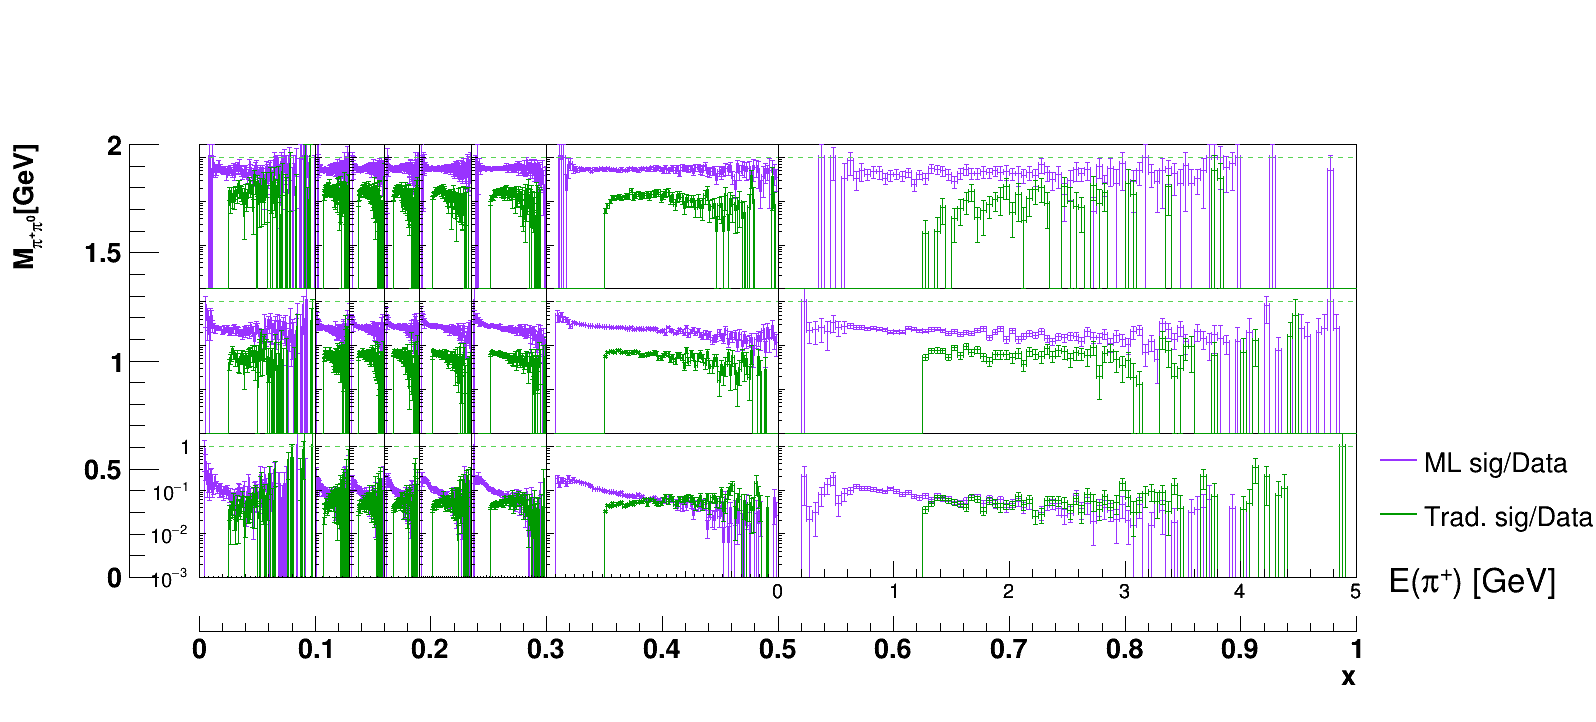 M_{π⁺π⁰} [GeV]
2
1.5
1
0.5
0
1
10⁻¹
10⁻²
10⁻³
ML sig/Data
Trad. sig/Data
0 1 2 3 4 5
E(π⁺) [GeV]
0 0.1 0.2 0.3 0.4 0.5 0.6 0.7 0.8 0.9 1
x